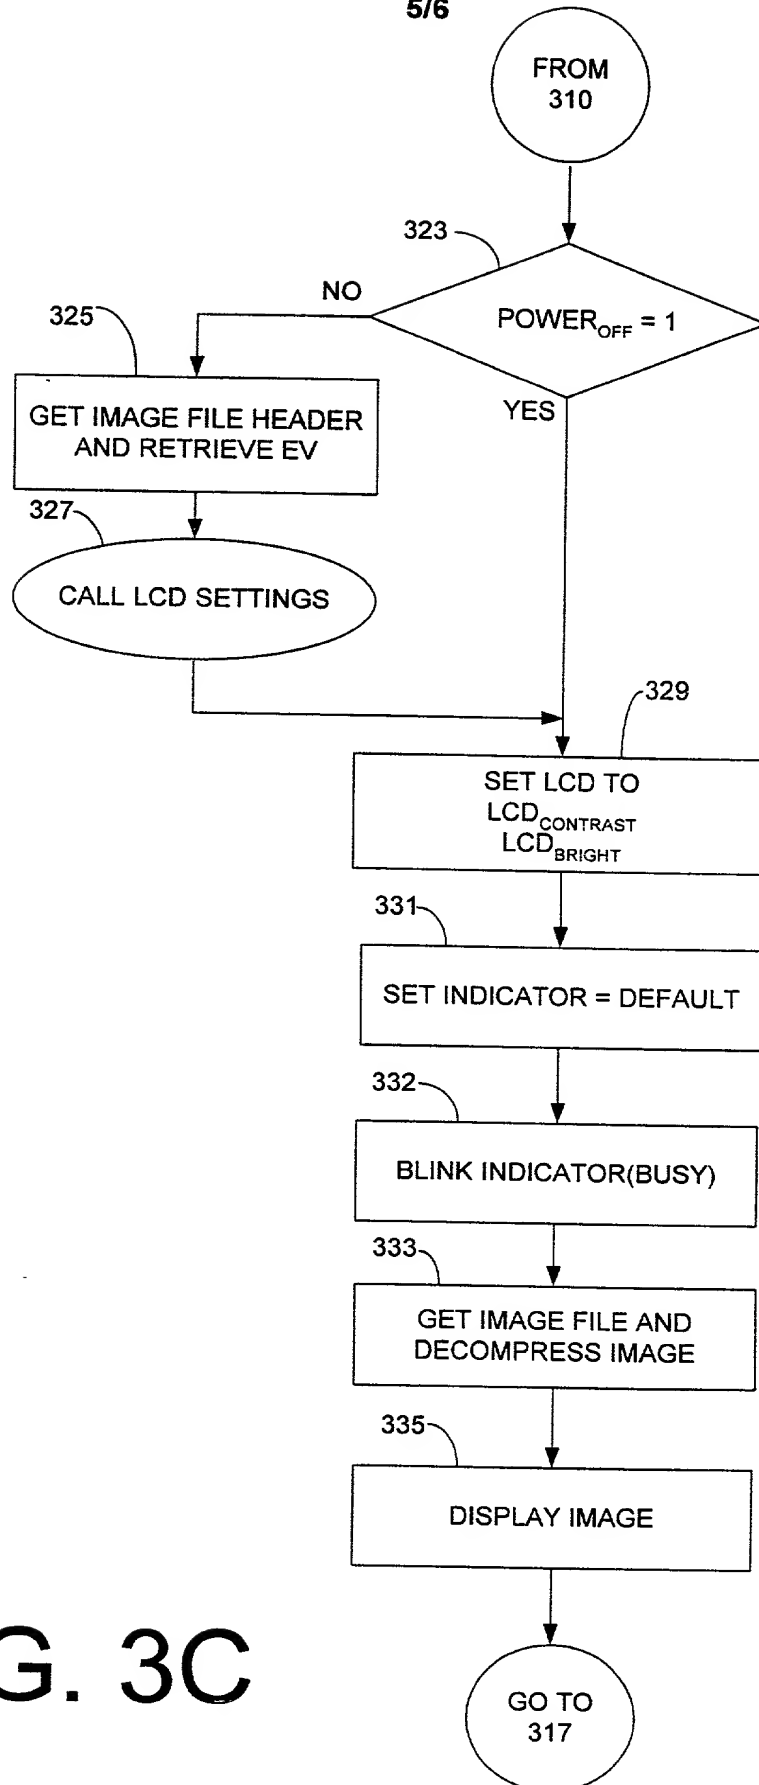 5/6
FROM
310
323
NO
POWER_OFF = 1
325
YES
GET IMAGE FILE HEADER
AND RETRIEVE EV
327
CALL LCD SETTINGS
329
SET LCD TO
LCD_CONTRAST
LCD_BRIGHT
331
SET INDICATOR = DEFAULT
332
BLINK INDICATOR(BUSY)
333
GET IMAGE FILE AND
DECOMPRESS IMAGE
335
DISPLAY IMAGE
G. 3C
GO TO
317